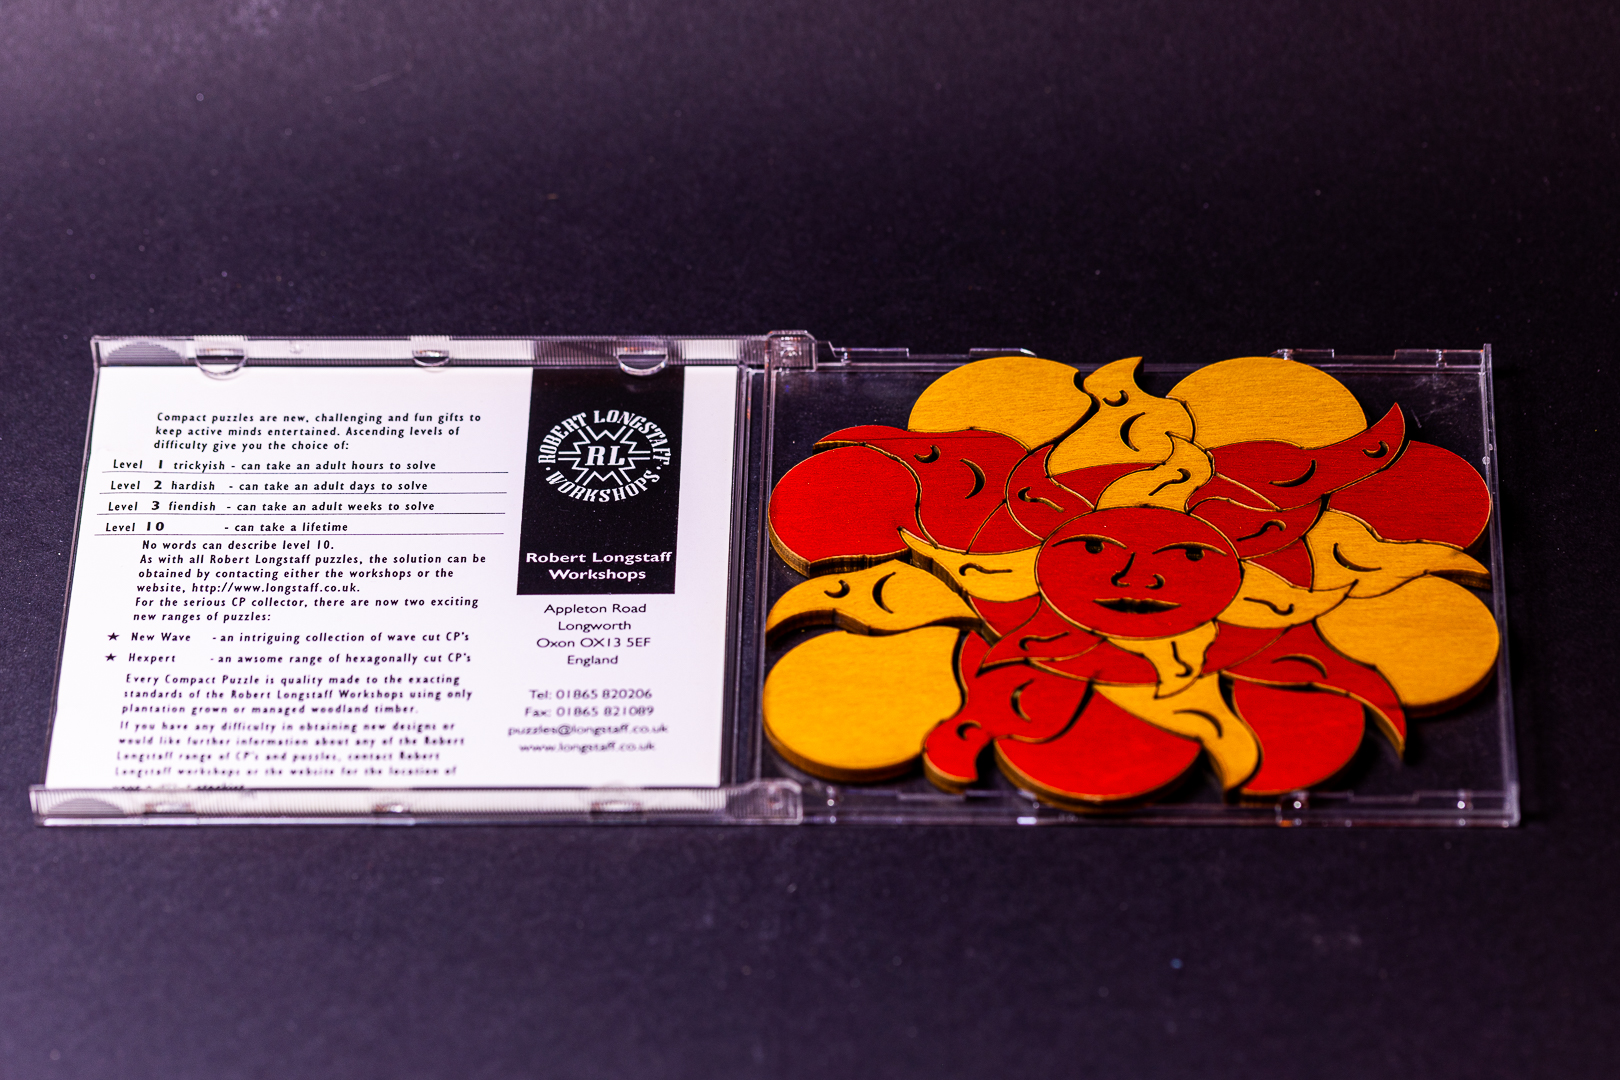 Compact puzzles are new, challenging and fun gifts to
keep active minds entertained. Ascending levels of
difficulty give you the choice of:
Level 1 trickyish - can take an adult hours to solve
Level 2 hardish - can take an adult days to solve
Level 3 fiendish - can take an adult weeks to solve
Level 10 - can take a lifetime
No words can describe level 10.
As with all Robert Longstaff puzzles, the solution can be
obtained by contacting either the workshops or the
website, http://www.longstaff.co.uk.
For the serious CP collector, there are now two exciting
new ranges of puzzles:
★ New Wave - an intriguing collection of wave cut CP's
★ Hexpert - an awsome range of hexagonally cut CP's
Every Compact Puzzle is quality made to the exacting
standards of the Robert Longstaff Workshops using only
plantation grown or managed woodland timber.
If you have any difficulty in obtaining new designs or
would like further information about any of the Robert
Longstaff range of CP's and puzzles, contact Robert
Longstaff workshops or the website for the location of
ROBERT LONGSTAFF
RL
· WORKSHOPS ·
Robert Longstaff
Workshops
Appleton Road
Longworth
Oxon OX13 5EF
England
Tel: 01865 820206
Fax: 01865 821089
puzzles@longstaff.co.uk
www.longstaff.co.uk